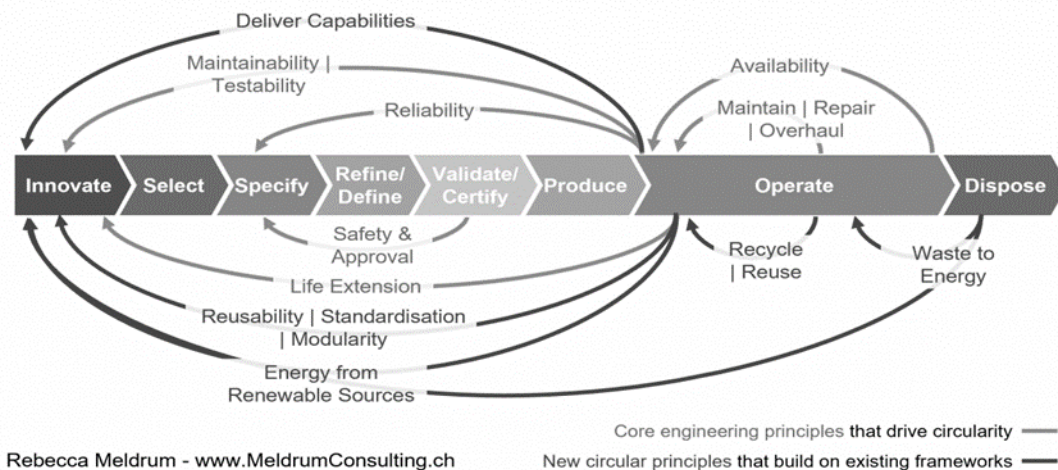 Deliver Capabilities
Maintainability |
Testability
Reliability
Availability
Maintain | Repair
| Overhaul
Innovate
Select
Specify
Refine/
Define
Validate/
Certify
Produce
Operate
Dispose
Safety &
Approval
Life Extension
Reusability | Standardisation
| Modularity
Energy from
Renewable Sources
Recycle
| Reuse
Waste to
Energy
Core engineering principles that drive circularity
Rebecca Meldrum - www.MeldrumConsulting.ch
New circular principles that build on existing frameworks